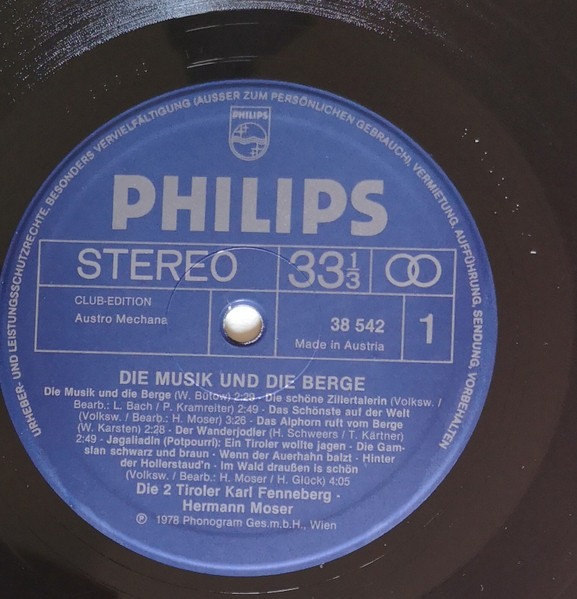 URHEBER- UND LEISTUNGSSCHUTZRECHTE, BESONDERS VERVIELFÄLTIGUNG (AUSSER ZUM PERSÖNLICHEN GEBRAUCH), VERMIETUNG, AUFFÜHRUNG, SENDUNG, VORBEHALTEN
PHILIPS
PHILIPS
STEREO 33 1/3
CLUB-EDITION
Austro Mechana
38 542
Made in Austria
1
DIE MUSIK UND DIE BERGE
Die Musik und die Berge (W. Bütow) 2:29 - Die schöne Zillertalerin (Volksw. /
Bearb.: L. Bach / P. Kramreiter) 2:49 - Das Schönste auf der Welt
(Volksw. / Bearb.: H. Moser) 3:26 - Das Alphorn ruft vom Berge
(W. Karsten) 2:28 - Der Wanderjodier (H. Schweers / T. Kärtner)
2:49 - Jagaliadin (Potpourri): Ein Tiroler wollte jagen - Die Gam-
slan schwarz und braun - Wenn der Auerhahn balzt - Hinter
der Hollerstaud'n - Im Wald draußen is schön
(Volksw. / Bearb.: H. Moser / H. Glück) 4:05
Die 2 Tiroler Karl Fenneberg -
Hermann Moser
℗ 1978 Phonogram Ges.m.b.H., Wien